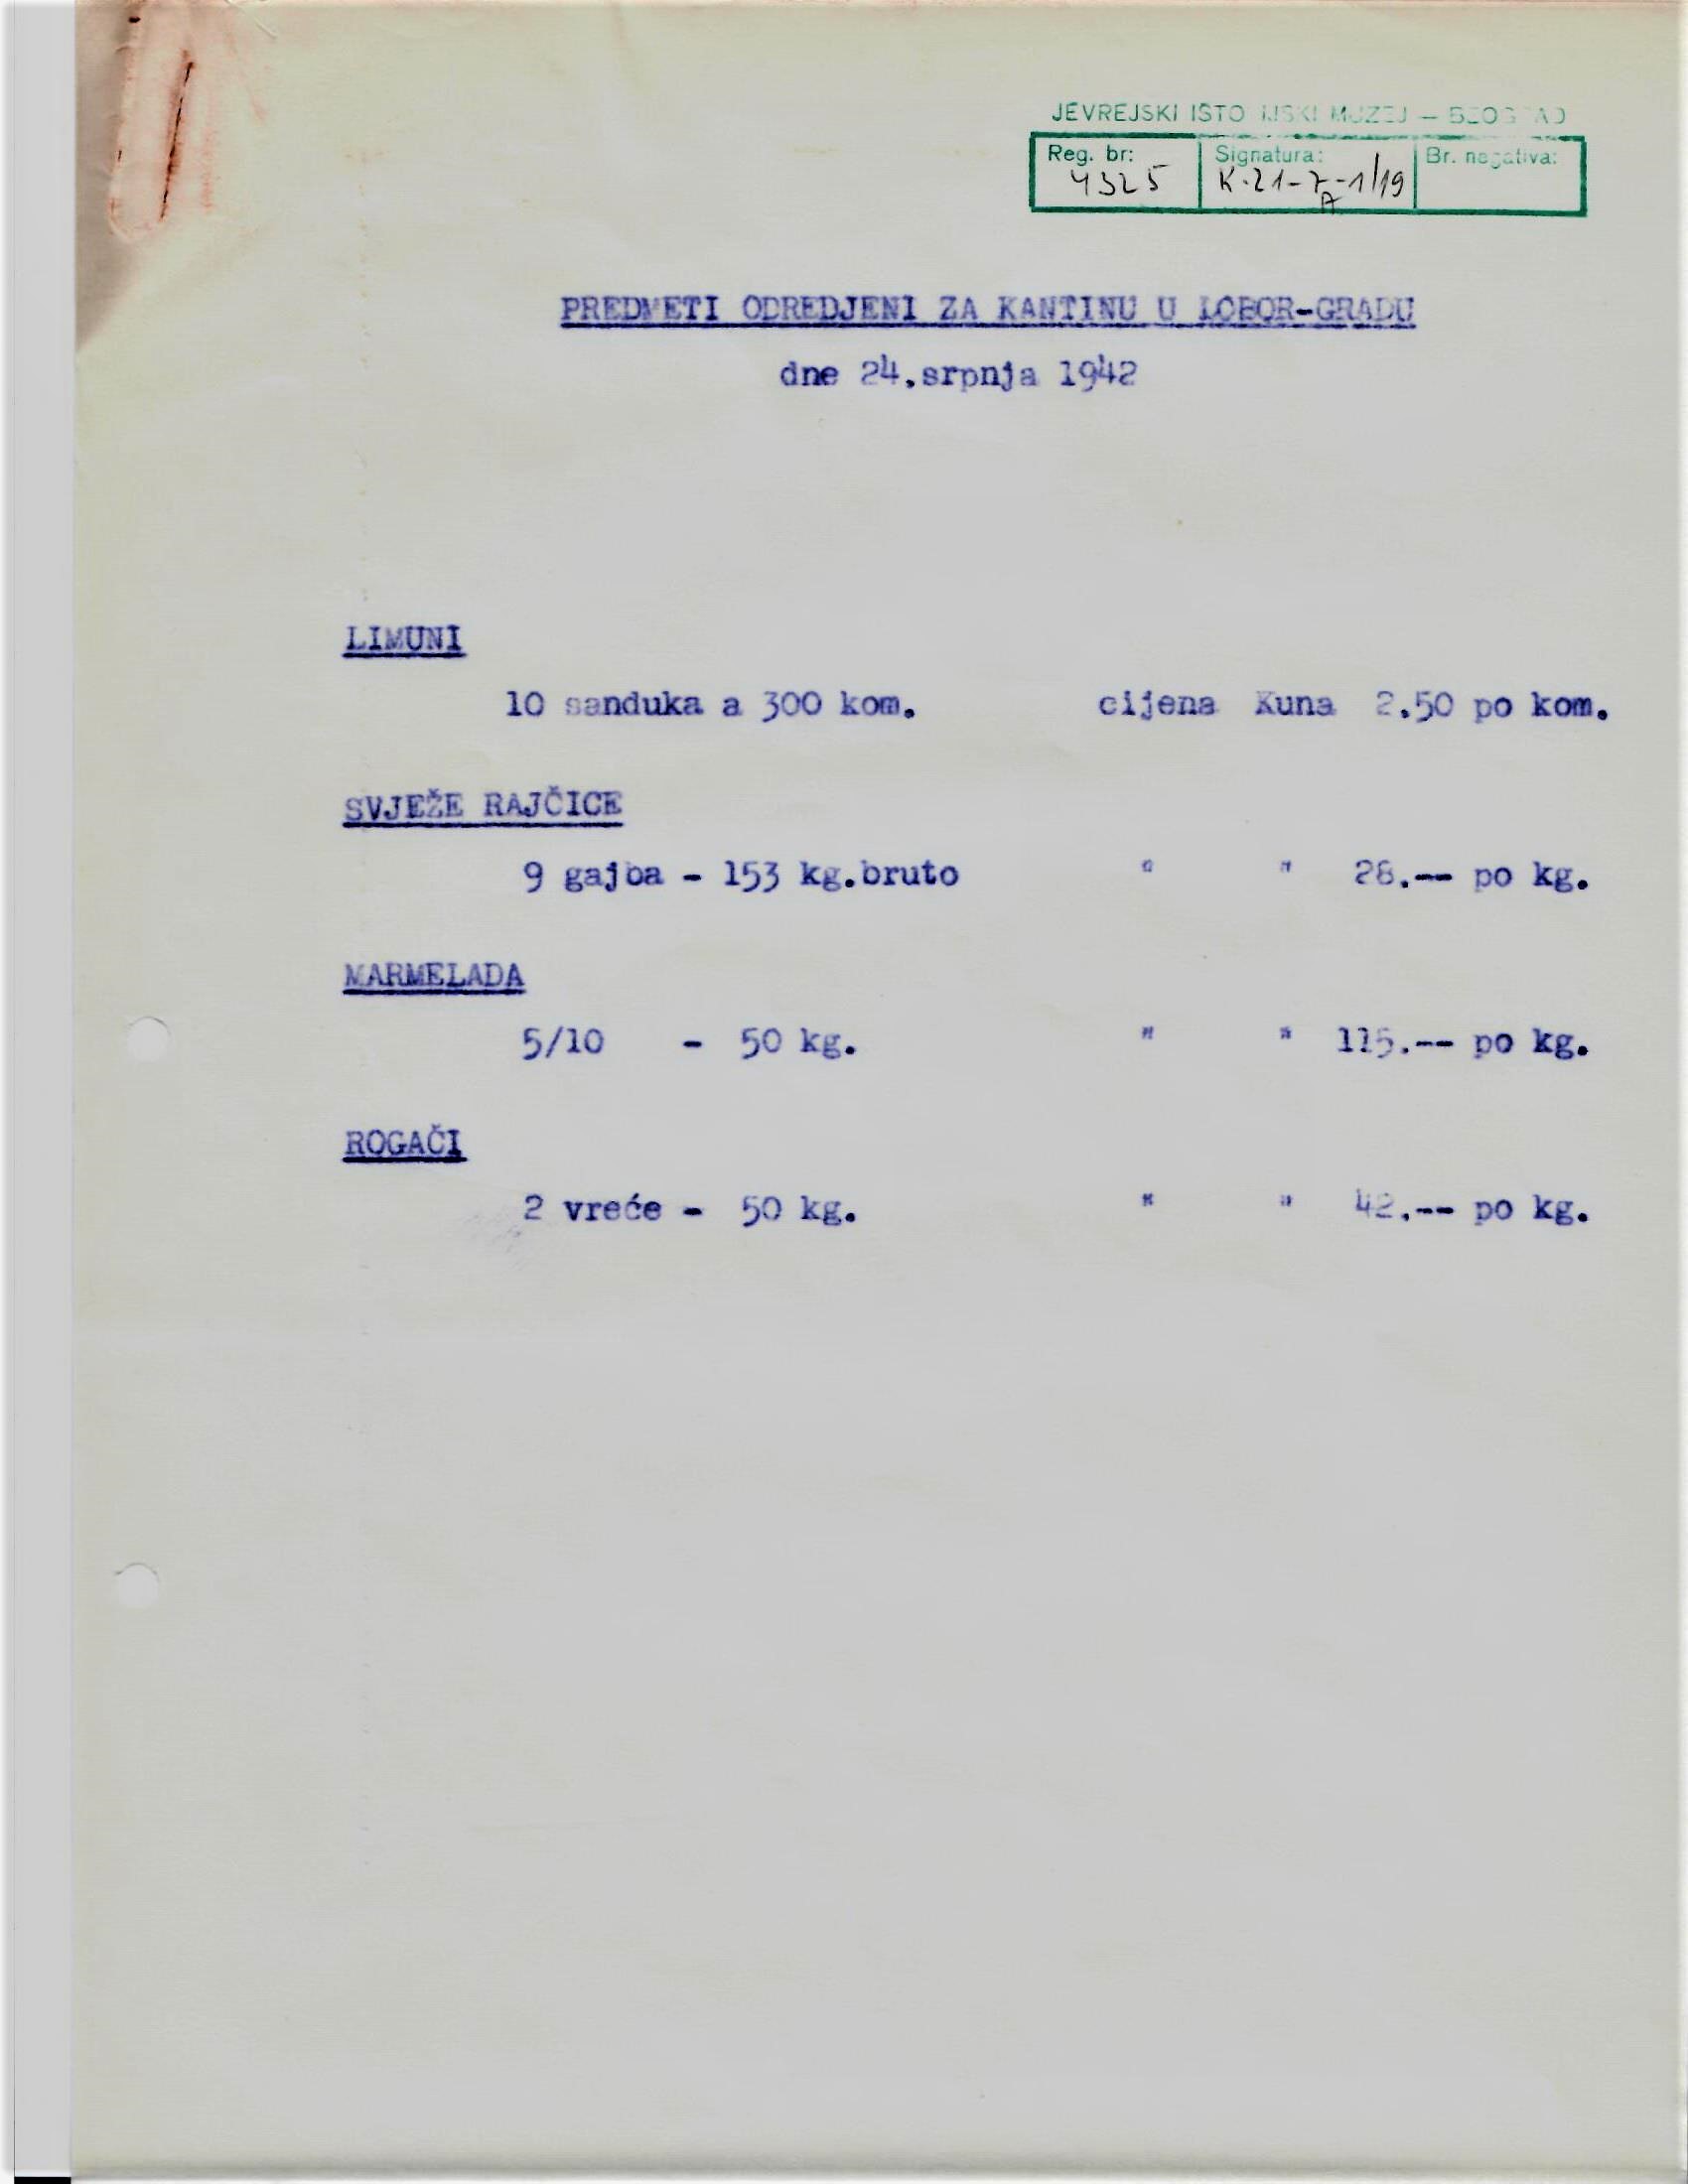 JEVREJSKI ISTORIJSKI MUZEJ — BEOGRAD
Reg. br: Signatura: Br. negativa:
4325 K-21-7-1/19
A
PREDMETI ODREDJENI ZA KANTINU U LOBOR-GRADU
dne 24.srpnja 1942
LIMUNI
10 sanduka a 300 kom. cijena Kuna 2.50 po kom.
SVJEŽE RAJČICE
9 gajba - 153 kg.bruto " " 28.-- po kg.
MARMELADA
5/10 - 50 kg. " " 115.-- po kg.
ROGAČI
2 vreće - 50 kg. " " 42.-- po kg.